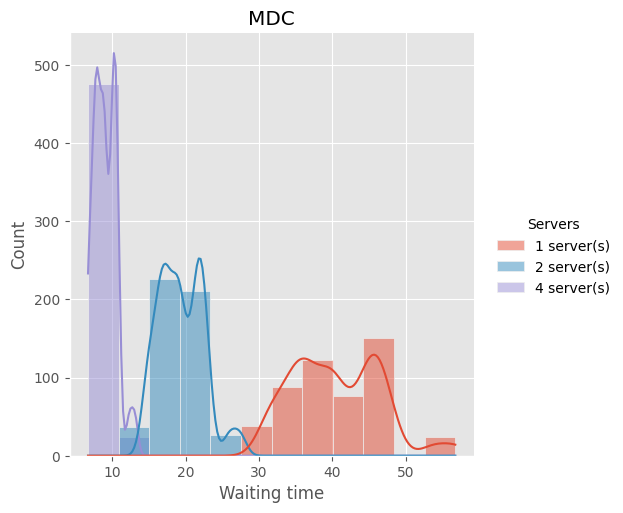 MDC
500
400
300
200
100
0
Count
10 20 30 40 50
Waiting time
Servers
1 server(s)
2 server(s)
4 server(s)